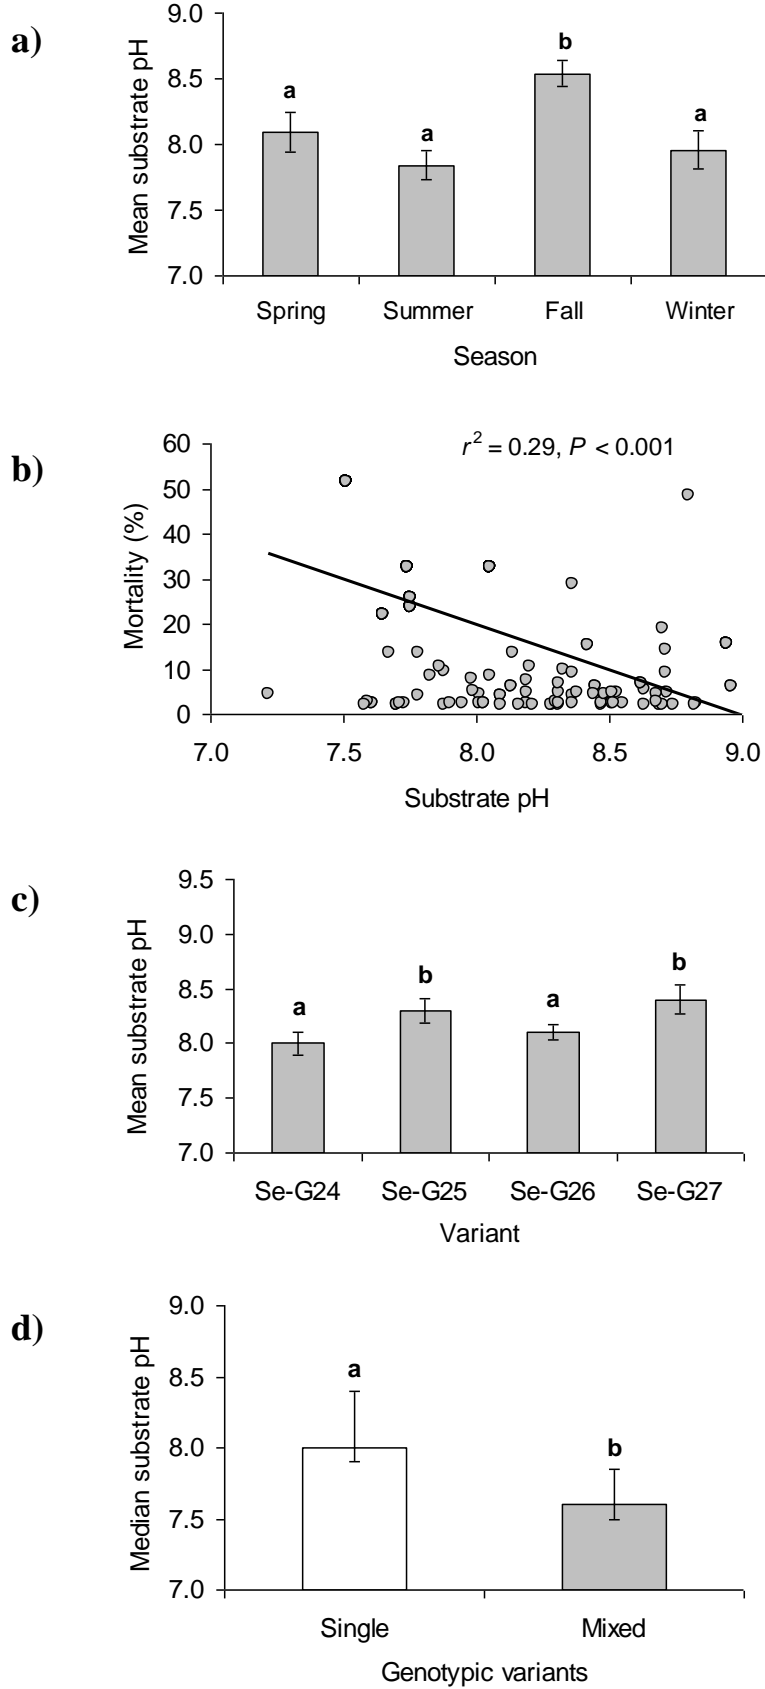 a)
Mean substrate pH
9.0
8.5
8.0
7.5
7.0
a
a
b
a
Spring Summer Fall Winter
Season
b)
Mortality (%)
60
50
40
30
20
10
0
r² = 0.29, P < 0.001
7.0 7.5 8.0 8.5 9.0
Substrate pH
c)
Mean substrate pH
9.5
9.0
8.5
8.0
7.5
7.0
a
b
a
b
Se-G24 Se-G25 Se-G26 Se-G27
Variant
d)
Median substrate pH
9.0
8.5
8.0
7.5
7.0
a
b
Single Mixed
Genotypic variants